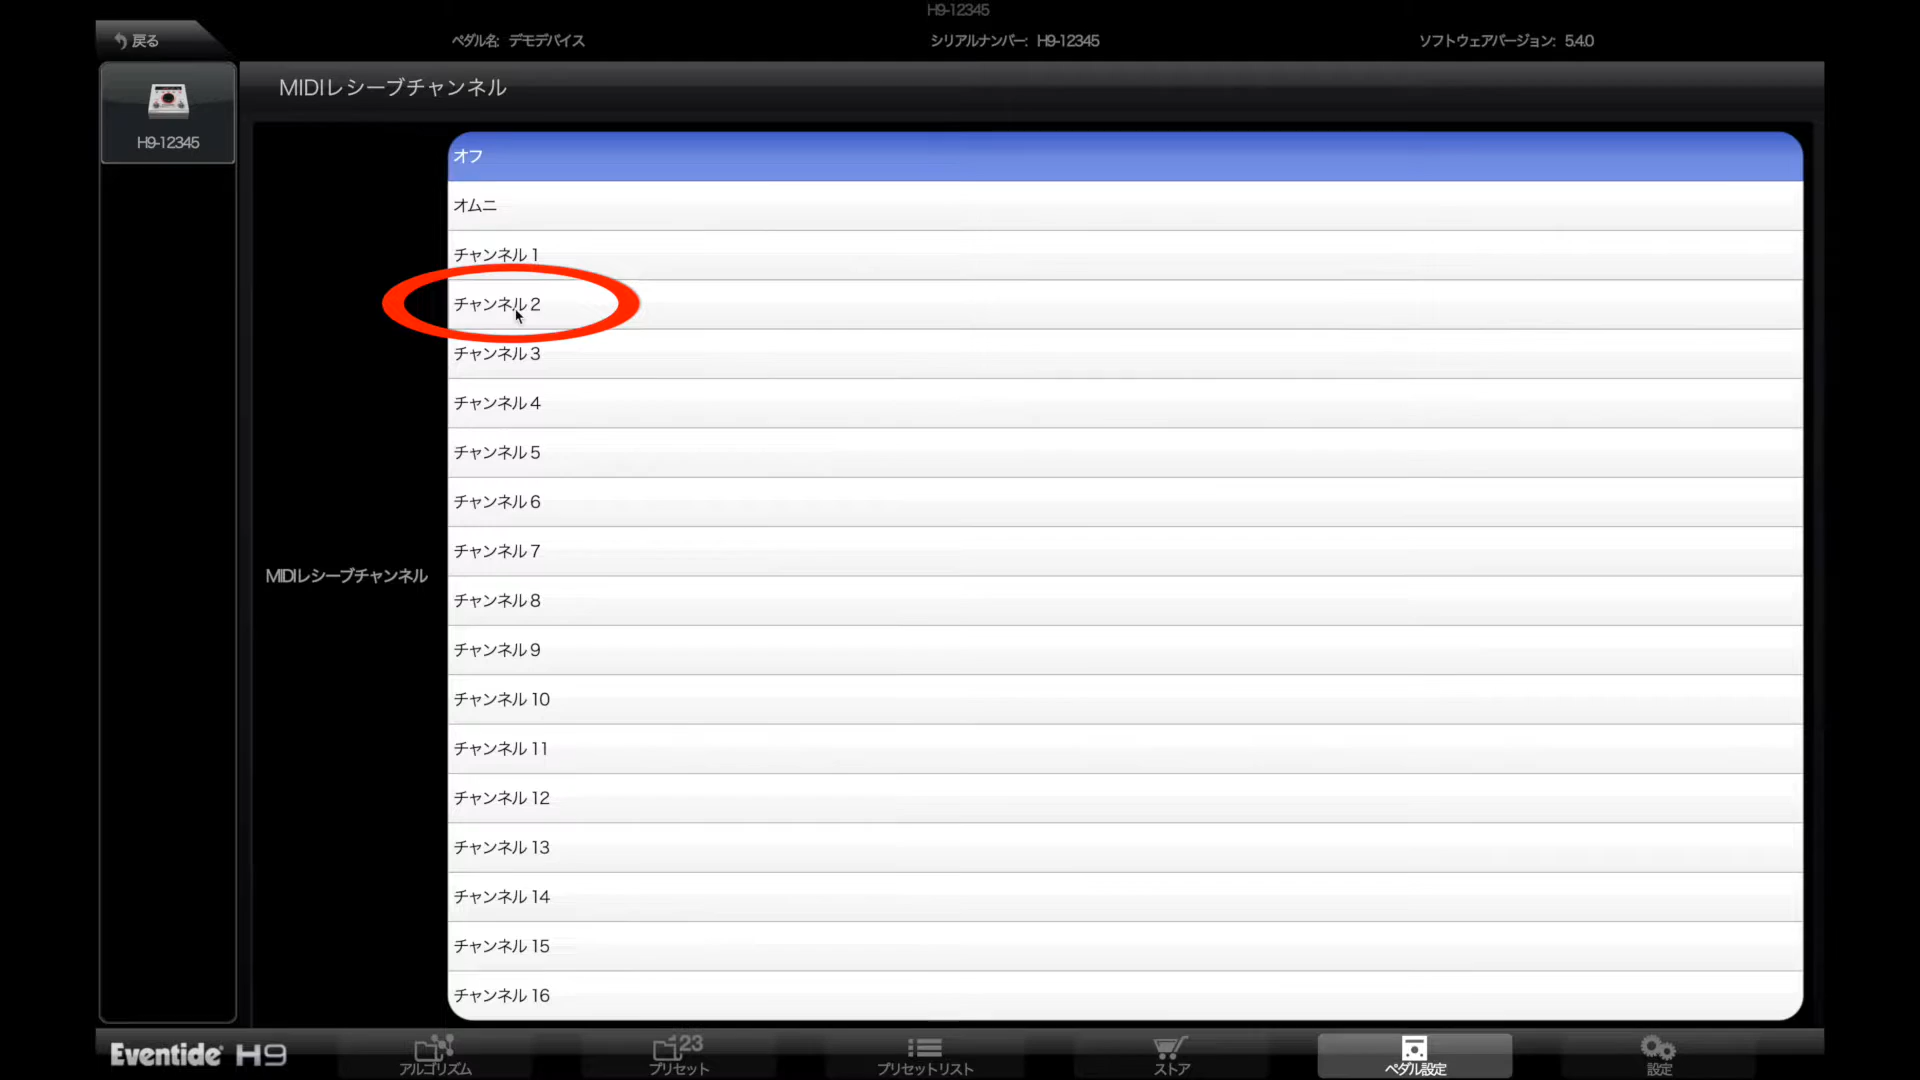 H9-12345
戻る
ペダル名: デモデバイス
シリアルナンバー: H9-12345
ソフトウェアバージョン: 5.4.0
H9-12345
MIDIレシーブチャンネル
オフ
オムニ
チャンネル 1
チャンネル 2
チャンネル 3
チャンネル 4
チャンネル 5
チャンネル 6
チャンネル 7
MIDIレシーブチャンネル
チャンネル 8
チャンネル 9
チャンネル 10
チャンネル 11
チャンネル 12
チャンネル 13
チャンネル 14
チャンネル 15
チャンネル 16
Eventide H9
アルゴリズム
123
プリセット
プリセットリスト
ストア
ペダル設定
設定